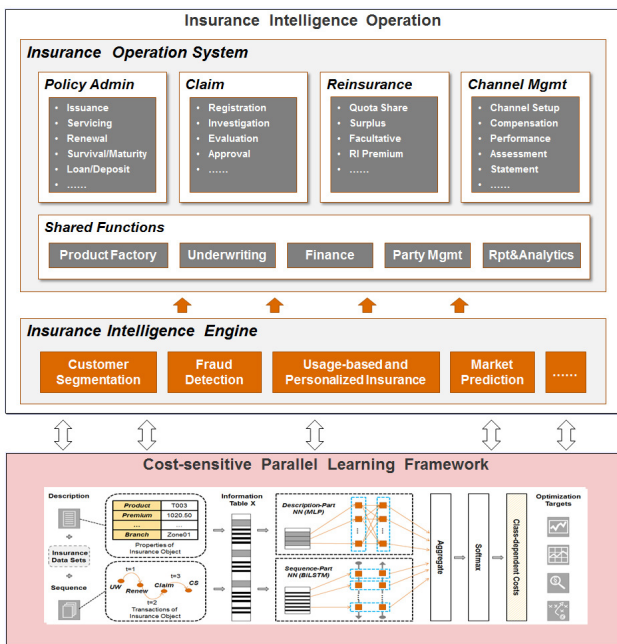 Insurance Intelligence Operation
Insurance Operation System
Policy Admin
• Issuance
• Servicing
• Renewal
• Survival/Maturity
• Loan/Deposit
• ......
Claim
• Registration
• Investigation
• Evaluation
• Approval
• ......
Reinsurance
• Quota Share
• Surplus
• Facultative
• RI Premium
• ......
Channel Mgmt
• Channel Setup
• Compensation
• Performance
• Assessment
• Statement
• ......
Shared Functions
Product Factory
Underwriting
Finance
Party Mgmt
Rpt&Analytics
Insurance Intelligence Engine
Customer
Segmentation
Fraud
Detection
Usage-based and
Personalized Insurance
Market
Prediction
......
Cost-sensitive Parallel Learning Framework
Description
Insurance
Data Sets
Sequence
Product T003
Premium 1020.50
... ...
Branch Zone01
Properties of
Insurance Object
t=1
t=3
UW
Renew
Claim
CS
t=2
Transactions of
Insurance Object
Information
Table X
Description-Part
NN (MLP)
Sequence-Part
NN (BiLSTM)
Aggregate
Softmax
Class-dependent Costs
Optimization
Targets